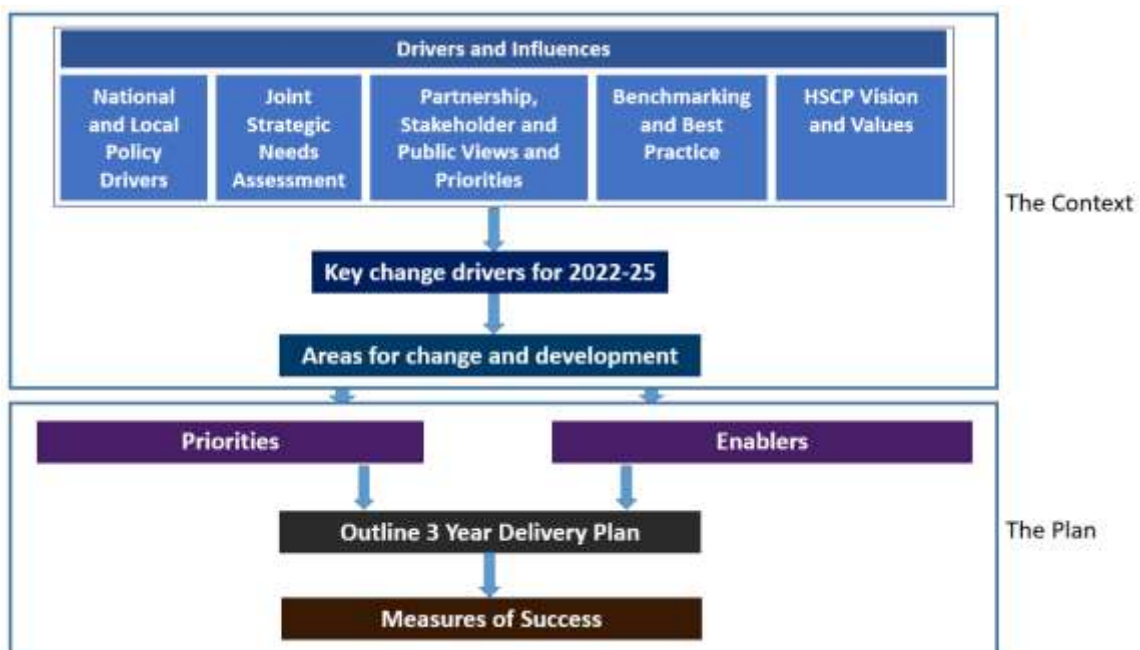 Drivers and Influences
National
and Local
Policy
Drivers
Joint
Strategic
Needs
Assessment
Partnership,
Stakeholder and
Public Views and
Priorities
Benchmarking
and Best
Practice
HSCP Vision
and Values
The Context
Key change drivers for 2022-25
Areas for change and development
Priorities
Enablers
Outline 3 Year Delivery Plan
The Plan
Measures of Success